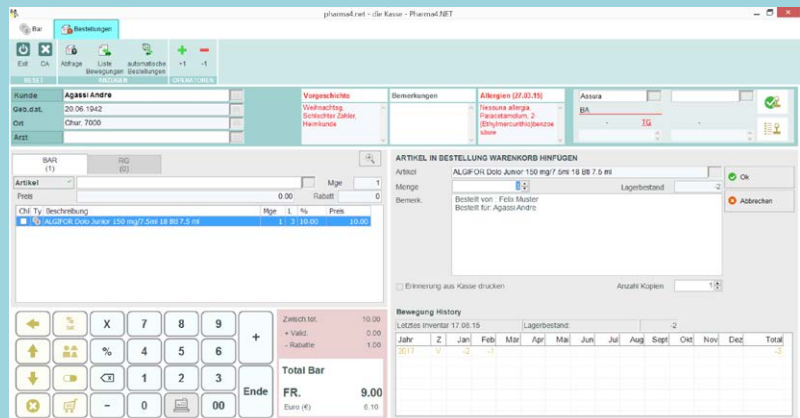 pharma4.net - die Kasse - Pharma4.NET
Bar
Bestellungen
Exit CA Abfrage Liste Bewegungen automatische Bestellungen +1 -1
RESET ANZEIGEN OPERATOREN
Kunde Agassi Andre
Geb.dat. 20.06.1942
Ort Chur, 7000
Arzt
Vorgeschichte
Weihnachtsg,
Schlechter Zahler,
Heimkunde
Bemerkungen
Allergien (27.03.15)
Nessuna allergia,
Paracetamolum, 2-
(Ethylmercurithio)benzoe
säure
Assura
BA
- TG - -
BAR
(1)
RG
(0)
Artikel Mge 1
Preis 0.00 Rabatt 0
Chl Ty Beschreibung Mge L % Preis
ALGIFOR Dolo Junior 150 mg/7.5ml 18 Btl 7.5 ml 1 3 10.00 10.00
X 7 8 9
% 4 5 6 +
1 2 3
- 0 00 Ende
Zwisch.tot. 10.00
+ Valid. 0.00
- Rabatte 1.00
Total Bar
FR. 9.00
Euro (€) 6.10
ARTIKEL IN BESTELLUNG WARENKORB HINFÜGEN
Artikel ALGIFOR Dolo Junior 150 mg/7.5ml 18 Btl 7.5 ml
Menge Lagerbestand -2
Bemerk. Bestellt von : Felix Muster
Bestellt für: Agassi Andre
Ok
Abbrechen
Erinnerung aus Kasse drucken Anzahl Kopien 1
Bewegung History
Letztes Inventar 17.06.15 Lagerbestand: -2
Jahr Z Jan Feb Mär Apr Mai Jun Jul Aug Sept Okt Nov Dez Total
2017 V -2 -1 -3